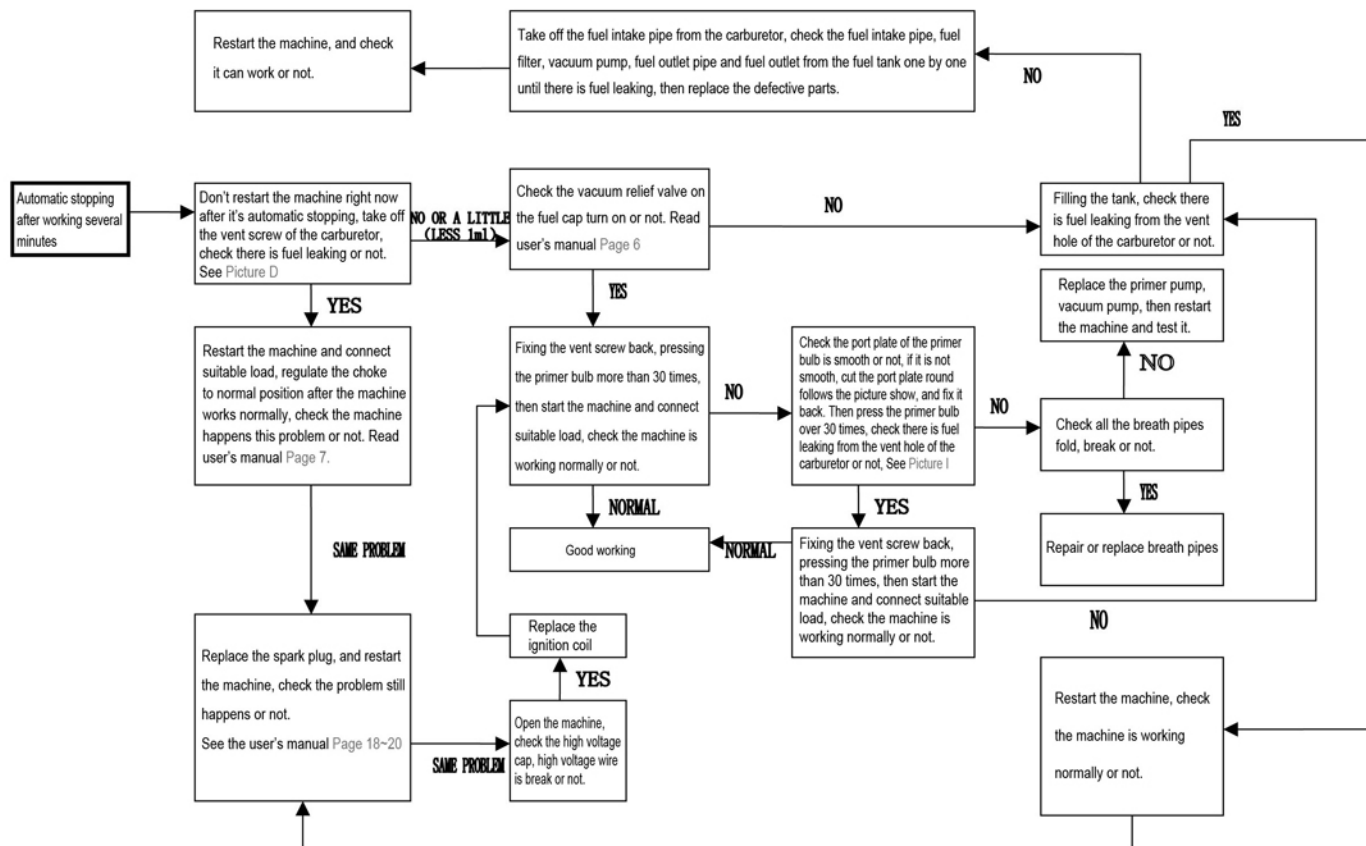 Restart the machine, and check
it can work or not.
Take off the fuel intake pipe from the carburetor, check the fuel intake pipe, fuel
filter, vacuum pump, fuel outlet pipe and fuel outlet from the fuel tank one by one
until there is fuel leaking, then replace the defective parts.
NO
YES
Automatic stopping
after working several
minutes
Don't restart the machine right now
after it's automatic stopping, take off
the vent screw of the carburetor,
check there is fuel leaking or not.
See Picture D
NO OR A LITTLE
(LESS 1ml)
Check the vacuum relief valve on
the fuel cap turn on or not. Read
user's manual Page 6
NO
Filling the tank, check there
is fuel leaking from the vent
hole of the carburetor or not.
YES
YES
Replace the primer pump,
vacuum pump, then restart
the machine and test it.
Restart the machine and connect
suitable load, regulate the choke
to normal position after the machine
works normally, check the machine
happens this problem or not. Read
user's manual Page 7.
Fixing the vent screw back, pressing
the primer bulb more than 30 times,
then start the machine and connect
suitable load, check the machine is
working normally or not.
NO
Check the port plate of the primer
bulb is smooth or not, if it is not
smooth, cut the port plate round
follows the picture show, and fix it
back. Then press the primer bulb
over 30 times, check there is fuel
leaking from the vent hole of the
carburetor or not, See Picture I
NO
NO
Check all the breath pipes
fold, break or not.
YES
Repair or replace breath pipes
NORMAL
YES
Good working
NORMAL
Fixing the vent screw back,
pressing the primer bulb more
than 30 times, then start the
machine and connect suitable
load, check the machine is
working normally or not.
NO
SAME PROBLEM
Replace the spark plug, and restart
the machine, check the problem still
happens or not.
See the user's manual Page 18~20
SAME PROBLEM
Replace the
ignition coil
YES
Open the machine,
check the high voltage
cap, high voltage wire
is break or not.
Restart the machine, check
the machine is working
normally or not.